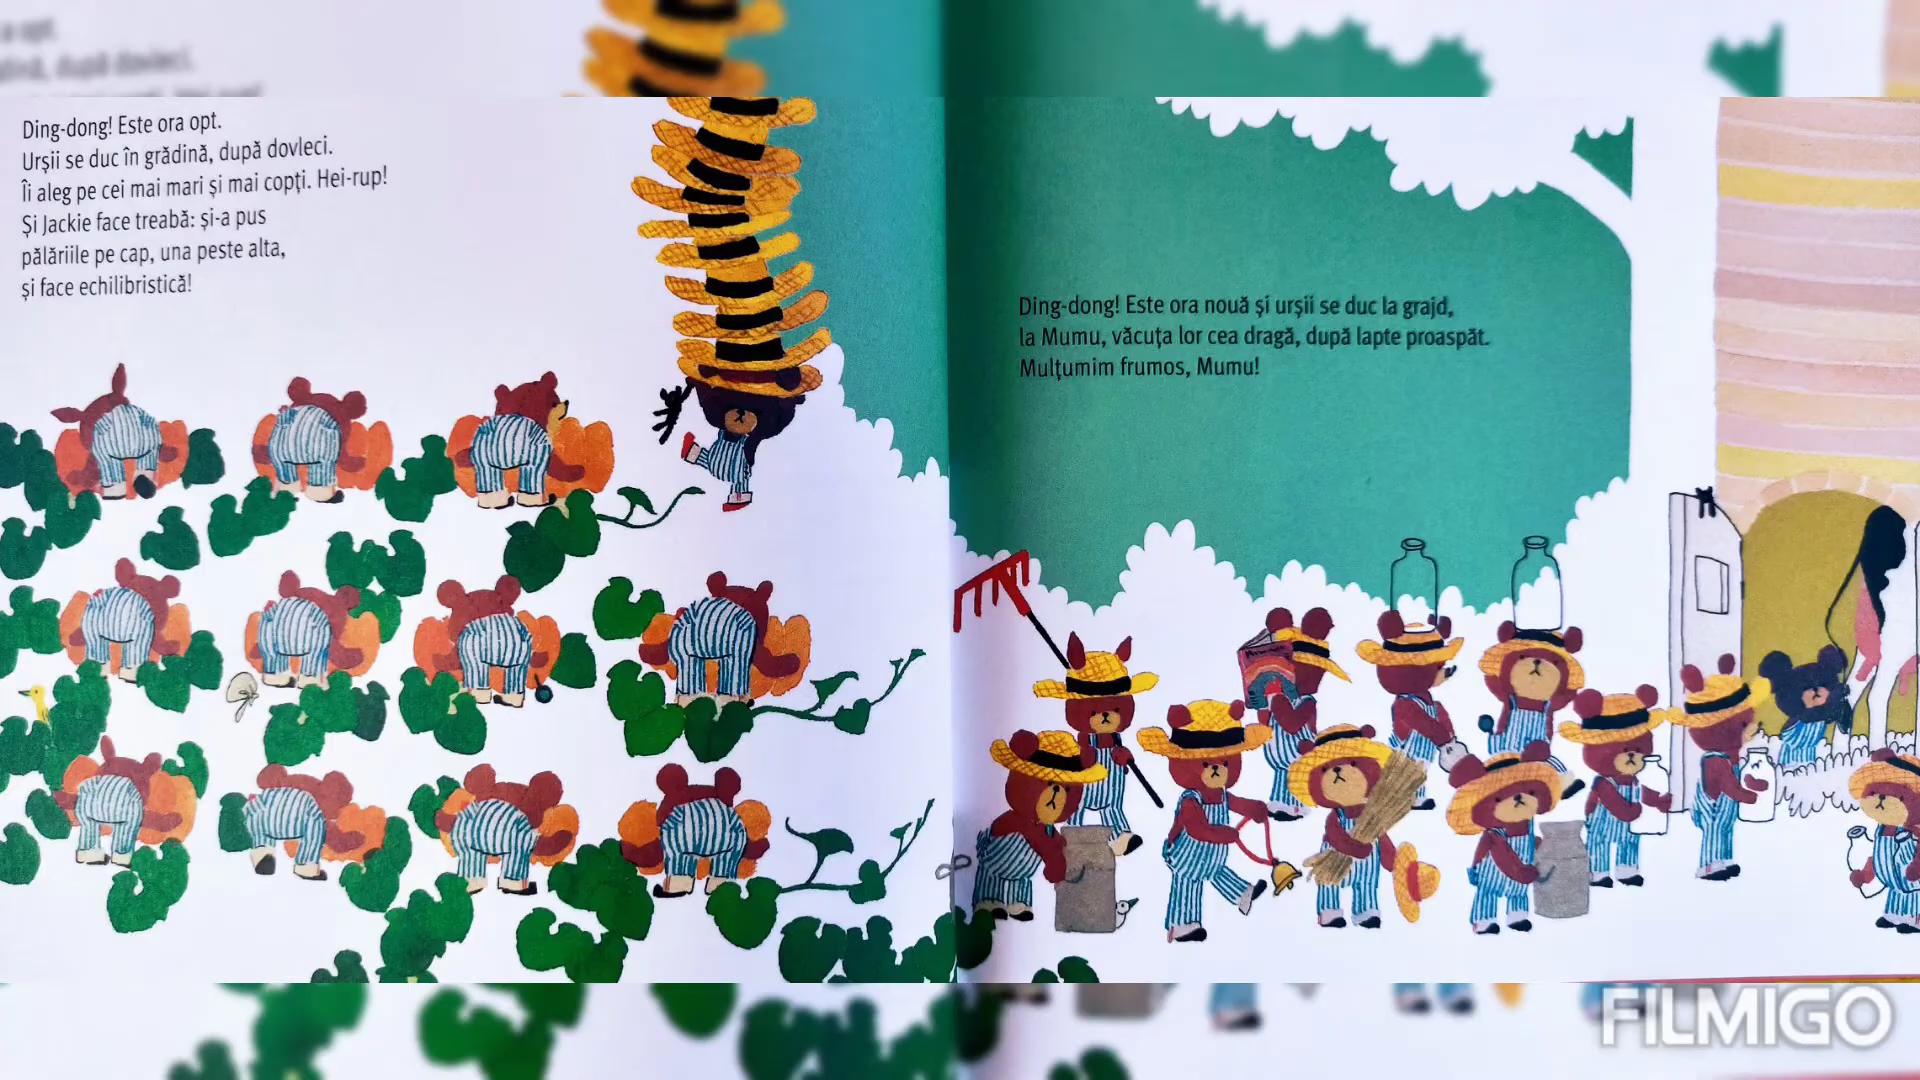 Ding-dong! Este ora opt.
Urșii se duc în grădină, după dovleci.
Îi aleg pe cei mai mari și mai copți. Hei-rup!
Și Jackie face treabă: și-a pus
pălăriile pe cap, una peste alta,
și face echilibristică!
Ding-dong! Este ora nouă și urșii se duc la grajd,
la Mumu, văcuța lor cea dragă, după lapte proaspăt.
Mulțumim frumos, Mumu!
FILMIGO